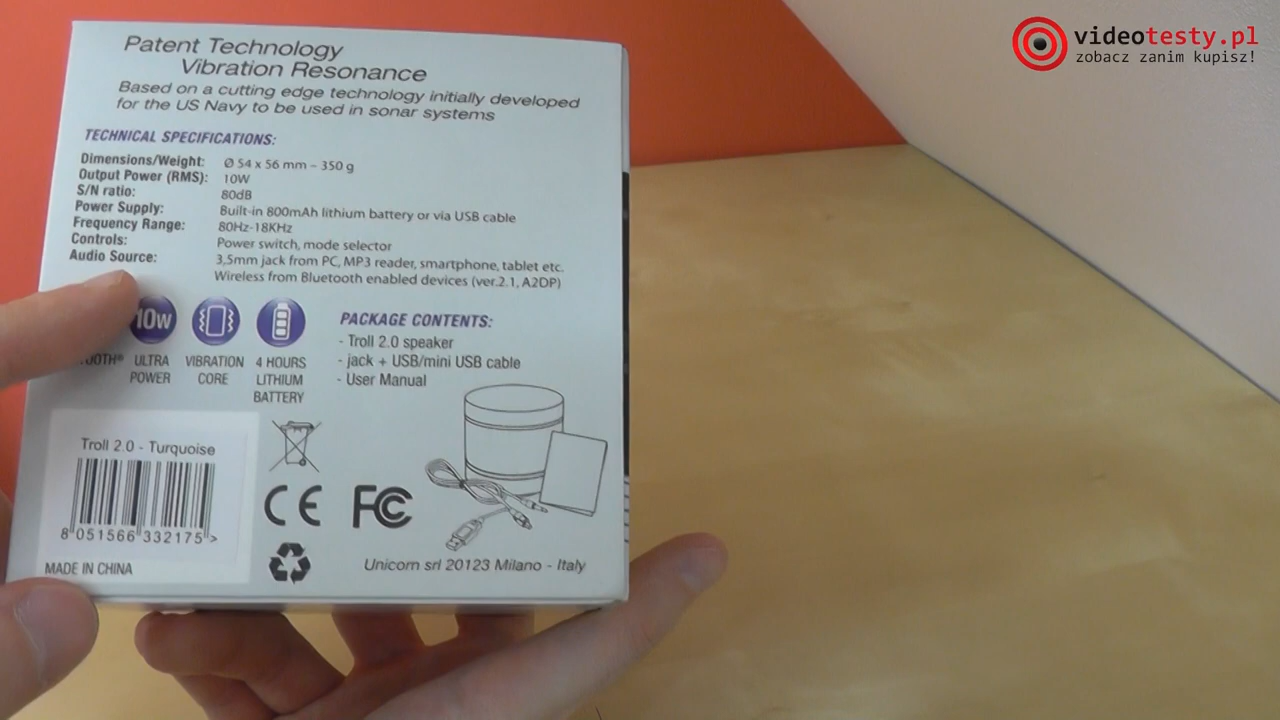 videotesty.pl
zobacz zanim kupisz!
Patent Technology
Vibration Resonance
Based on a cutting edge technology initially developed
for the US Navy to be used in sonar systems
TECHNICAL SPECIFICATIONS:
Dimensions/Weight: Ø 54 x 56 mm – 350 g
Output Power (RMS): 10W
S/N ratio: 80dB
Power Supply: Built-in 800mAh lithium battery or via USB cable
Frequency Range: 80Hz-18KHz
Controls: Power switch, mode selector
Audio Source: 3,5mm jack from PC, MP3 reader, smartphone, tablet etc.
Wireless from Bluetooth enabled devices (ver.2.1, A2DP)
10w
ULTRA POWER
VIBRATION CORE
4 HOURS LITHIUM BATTERY
PACKAGE CONTENTS:
- Troll 2.0 speaker
- jack + USB/mini USB cable
- User Manual
Troll 2.0 - Turquoise
8 051566 332175 >
MADE IN CHINA
CE FC
Unicorn srl 20123 Milano - Italy